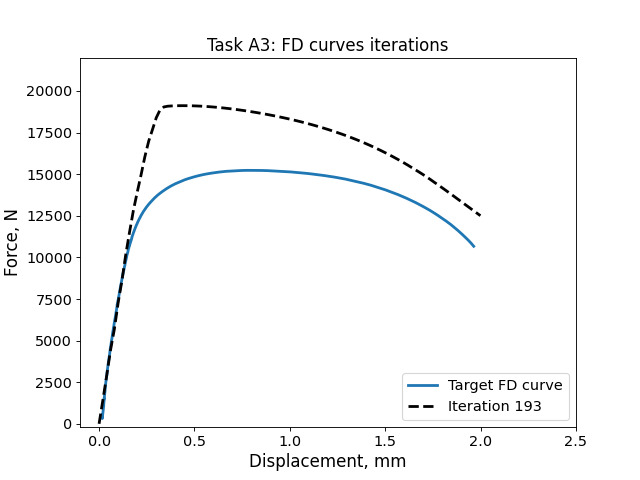 Task A3: FD curves iterations
Force, N
20000
17500
15000
12500
10000
7500
5000
2500
0
0.0 0.5 1.0 1.5 2.0 2.5
Displacement, mm
Target FD curve
Iteration 193